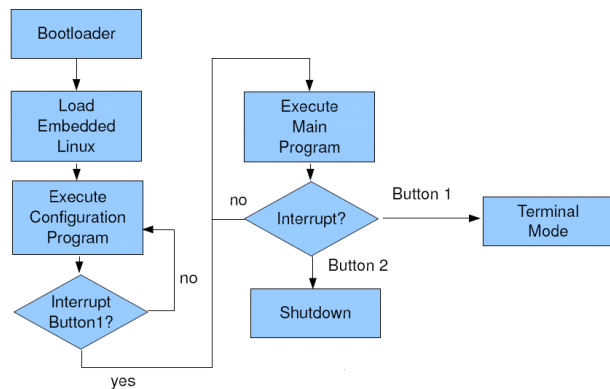 Bootloader
Load
Embedded
Linux
Execute
Configuration
Program
no
Interrupt
Button1?
yes
Execute
Main
Program
no
Interrupt?
Button 1
Terminal
Mode
Button 2
Shutdown